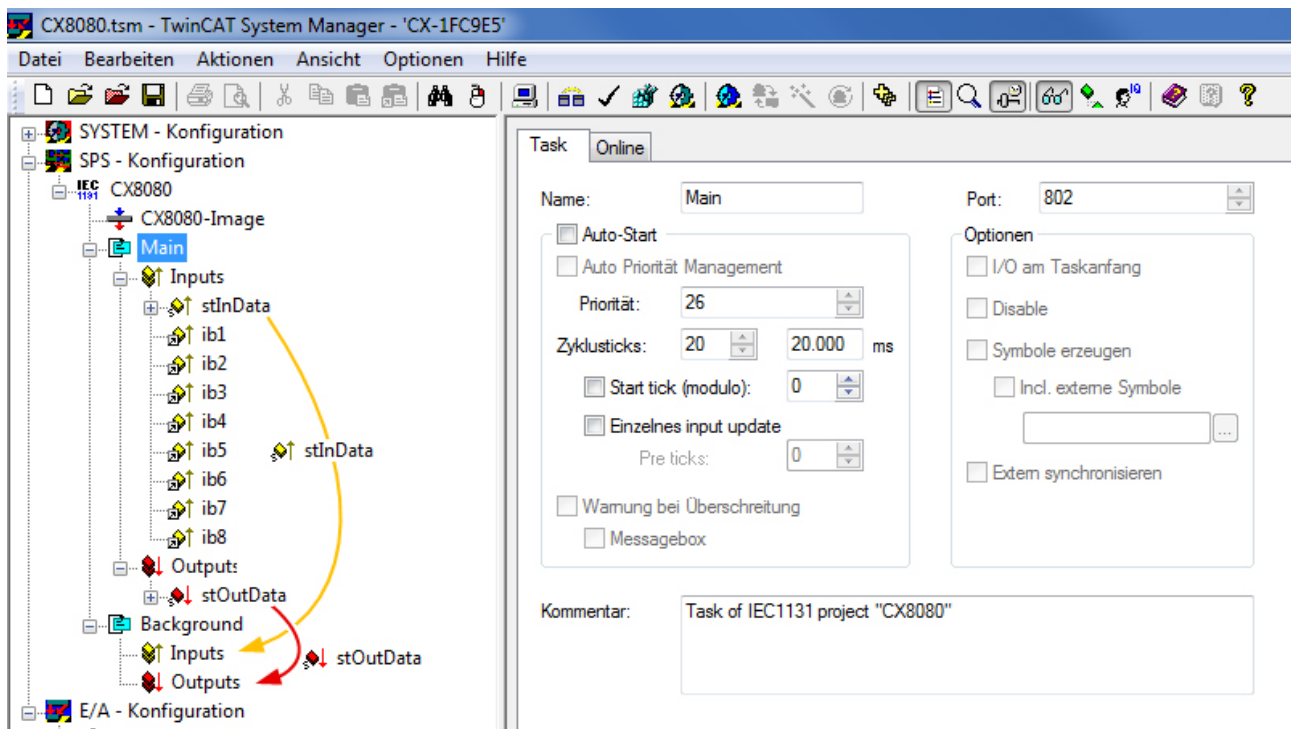 CX8080.tsm - TwinCAT System Manager - 'CX-1FC9E5'
Datei Bearbeiten Aktionen Ansicht Optionen Hilfe
SYSTEM - Konfiguration
SPS - Konfiguration
IEC 1131 CX8080
CX8080-Image
Main
Inputs
stInData
ib1
ib2
ib3
ib4
ib5
stInData
ib6
ib7
ib8
Outputs
stOutData
Background
Inputs
stOutData
Outputs
E/A - Konfiguration
Task Online
Name: Main
Port: 802
Auto-Start
Auto Priorität Management
Priorität: 26
Zyklusticks: 20 20.000 ms
Start tick (modulo): 0
Einzelnes input update
Pre ticks: 0
Warnung bei Überschreitung
Messagebox
Optionen
I/O am Taskanfang
Disable
Symbole erzeugen
Incl. externe Symbole
...
Extern synchronisieren
Kommentar: Task of IEC1131 project "CX8080"